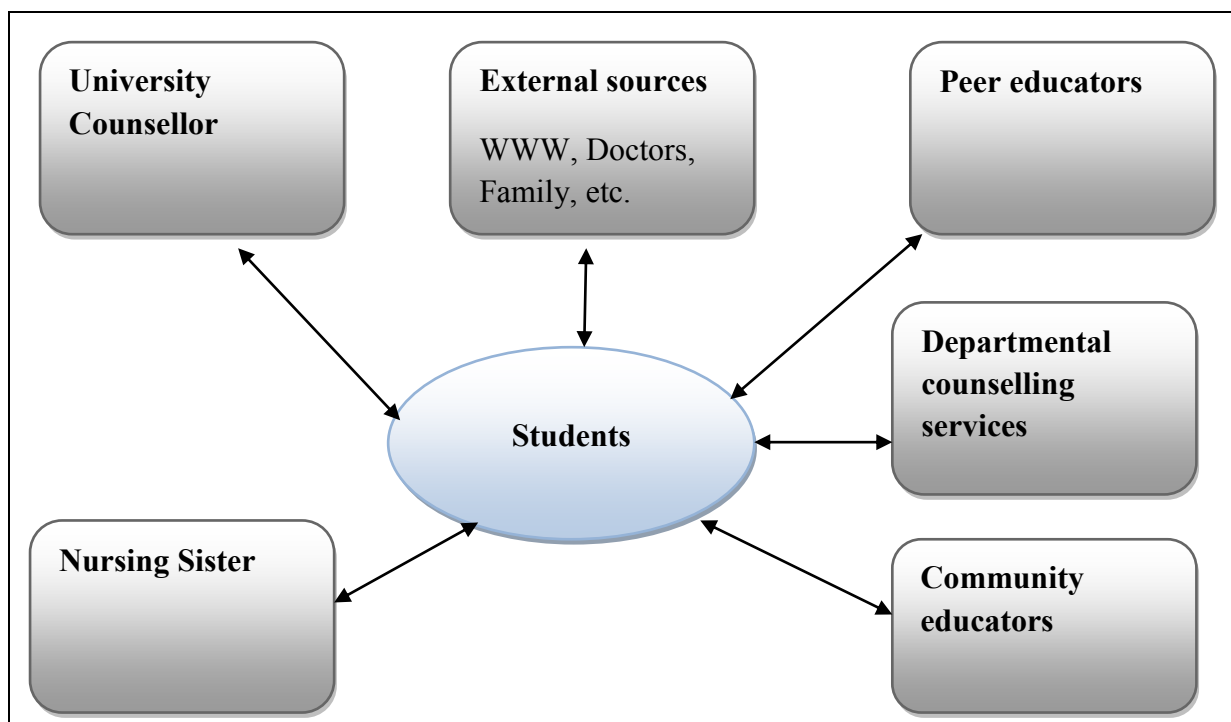 University
Counsellor
External sources
WWW, Doctors,
Family, etc.
Peer educators
Departmental
counselling
services
Students
Nursing Sister
Community
educators